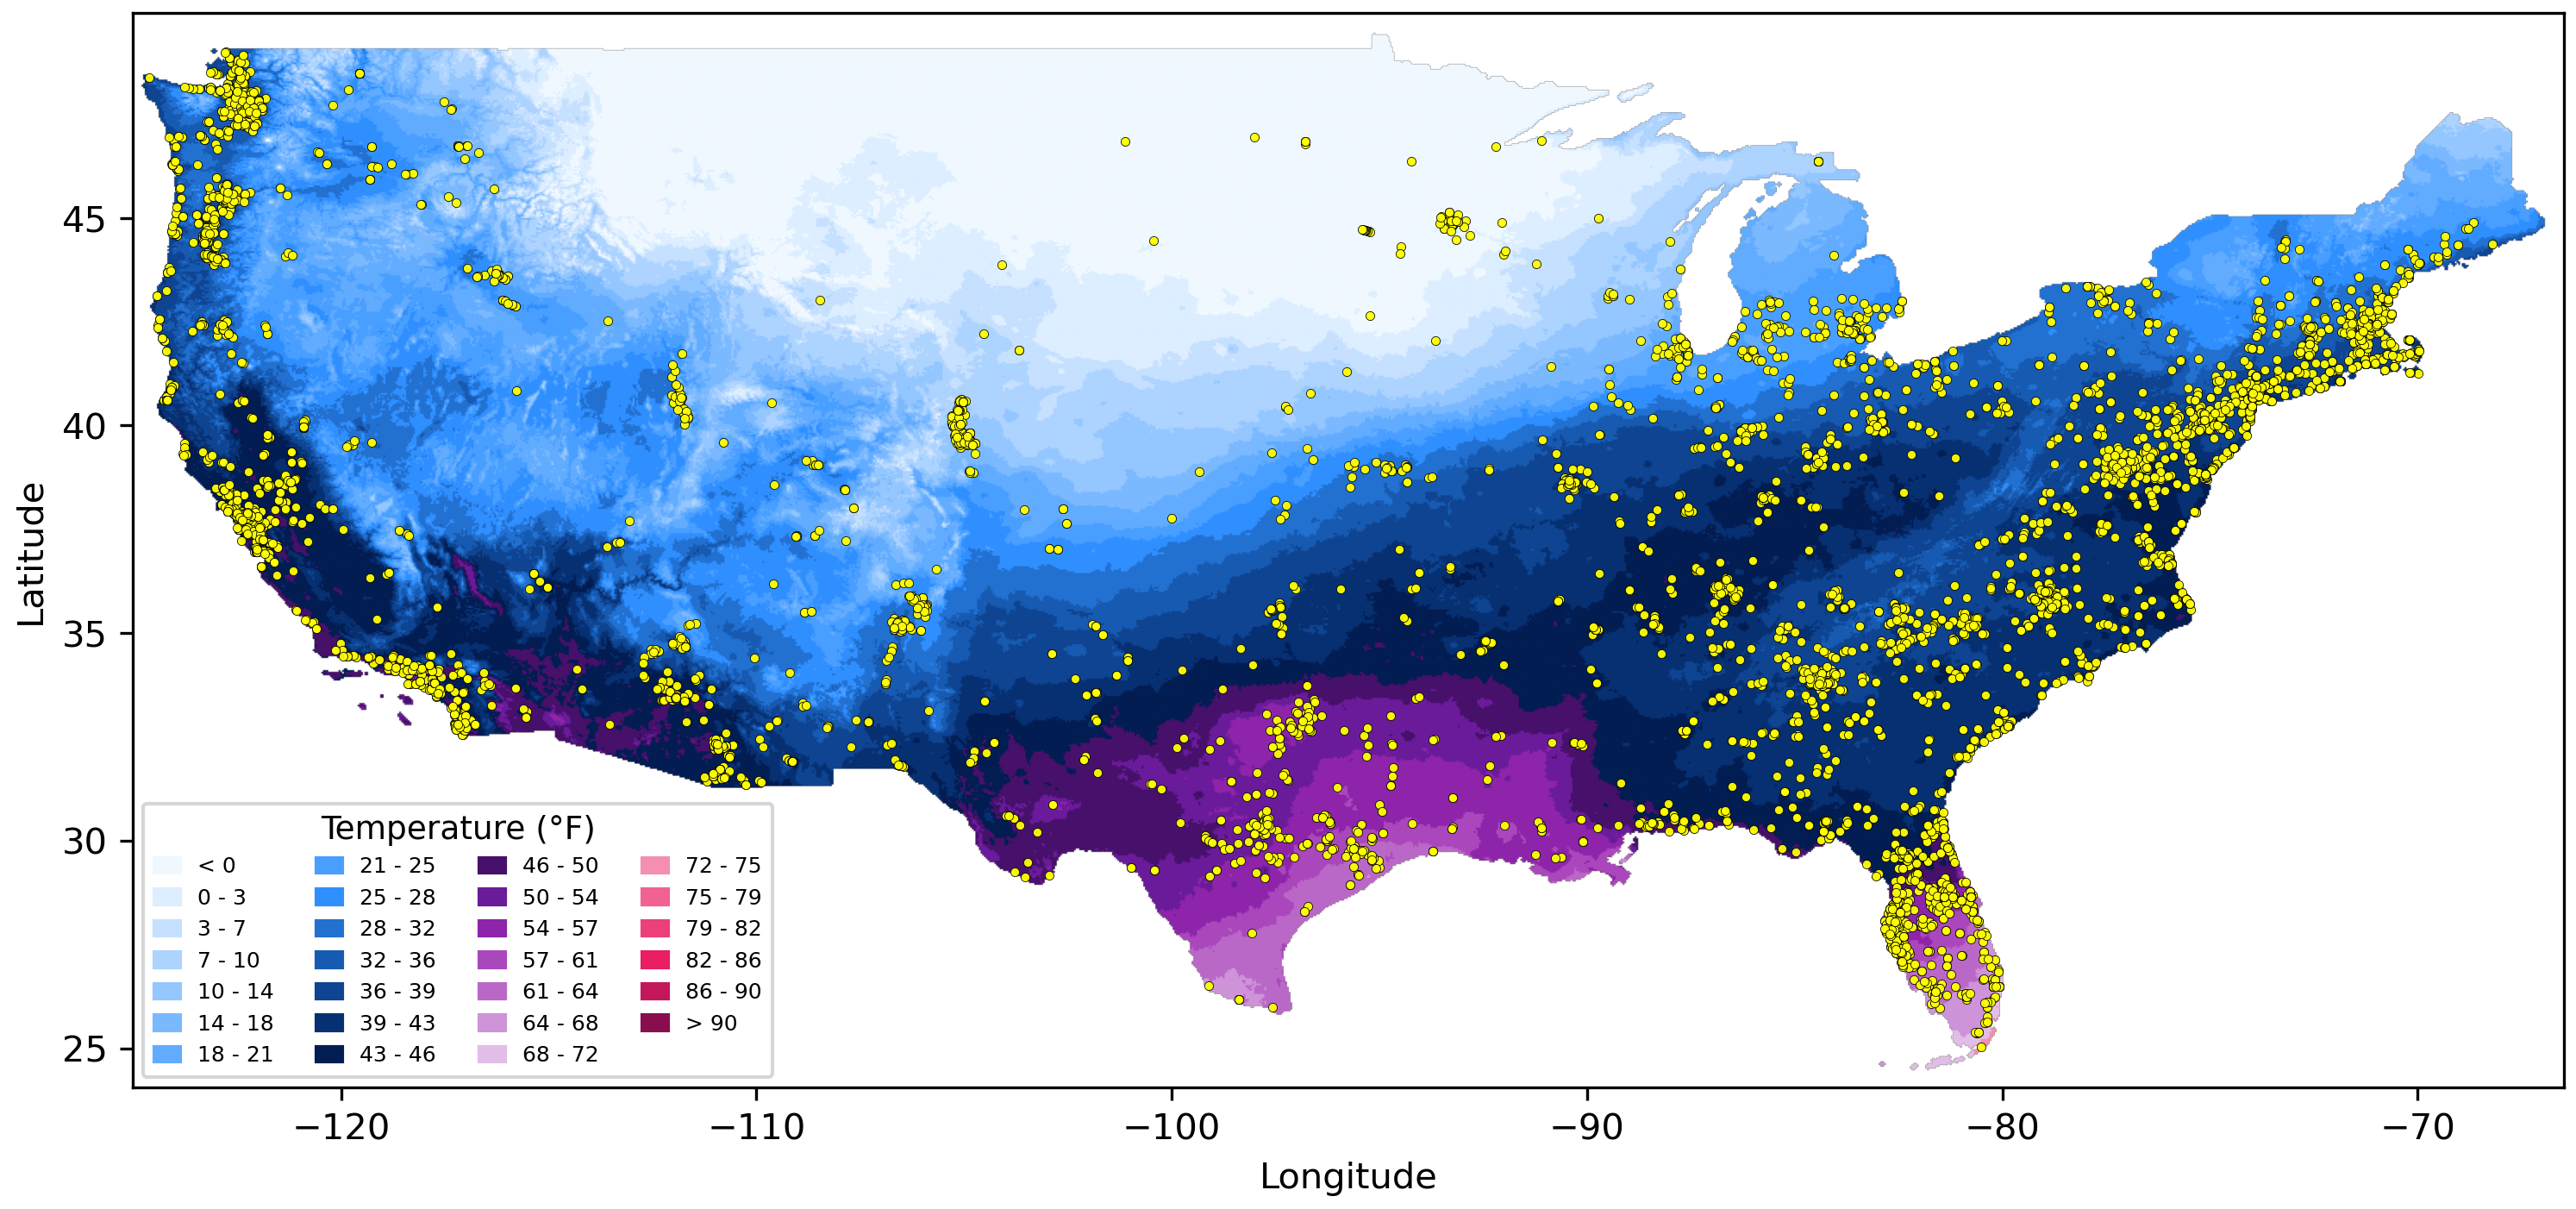 45
40
35
30
25
Latitude
Temperature (°F)
< 0
0 - 3
3 - 7
7 - 10
10 - 14
14 - 18
18 - 21
21 - 25
25 - 28
28 - 32
32 - 36
36 - 39
39 - 43
43 - 46
46 - 50
50 - 54
54 - 57
57 - 61
61 - 64
64 - 68
68 - 72
72 - 75
75 - 79
79 - 82
82 - 86
86 - 90
> 90
−120
−110
−100
−90
−80
−70
Longitude